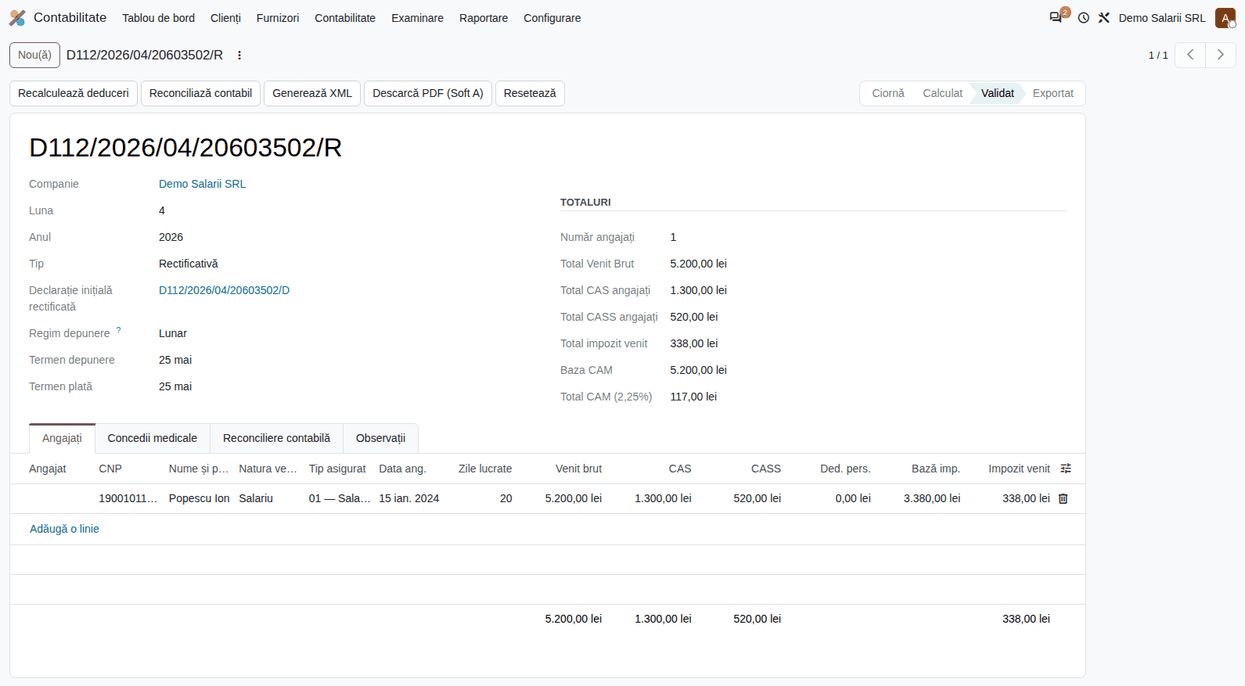 Contabilitate Tablou de bord Clienți Furnizori Contabilitate Examinare Raportare Configurare 2 Demo Salarii SRL A
Nou(ă) D112/2026/04/20603502/R 1 / 1
Recalculează deduceri Reconciliază contabil Generează XML Descarcă PDF (Soft A) Resetează Ciornă Calculat Validat Exportat
D112/2026/04/20603502/R
Companie Demo Salarii SRL
Luna 4
Anul 2026
Tip Rectificativă
Declarație inițială rectificată D112/2026/04/20603502/D
Regim depunere ? Lunar
Termen depunere 25 mai
Termen plată 25 mai
TOTALURI
Număr angajați 1
Total Venit Brut 5.200,00 lei
Total CAS angajați 1.300,00 lei
Total CASS angajați 520,00 lei
Total impozit venit 338,00 lei
Baza CAM 5.200,00 lei
Total CAM (2,25%) 117,00 lei
Angajați Concedii medicale Reconciliere contabilă Observații
Angajat CNP Nume și p... Natura ve... Tip asigurat Data ang. Zile lucrate Venit brut CAS CASS Ded. pers. Bază imp. Impozit venit
19001011... Popescu Ion Salariu 01 — Sala... 15 ian. 2024 20 5.200,00 lei 1.300,00 lei 520,00 lei 0,00 lei 3.380,00 lei 338,00 lei
Adăugă o linie
5.200,00 lei 1.300,00 lei 520,00 lei 338,00 lei